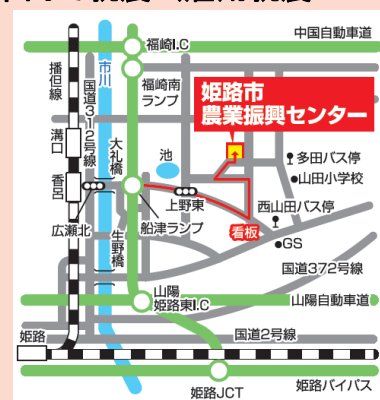 中国自動車道
福崎I.C
市川
播但線
国道312号線
福崎南
ランプ
姫路市
農業振興センター
溝口
大礼橋
池
多田バス停
山田小学校
香呂
上野東
西山田バス停
広瀬北
生野橋
船津ランプ
看板
GS
国道372号線
山陽
姫路東I.C
山陽自動車道
姫路
国道2号線
姫路JCT
姫路バイパス